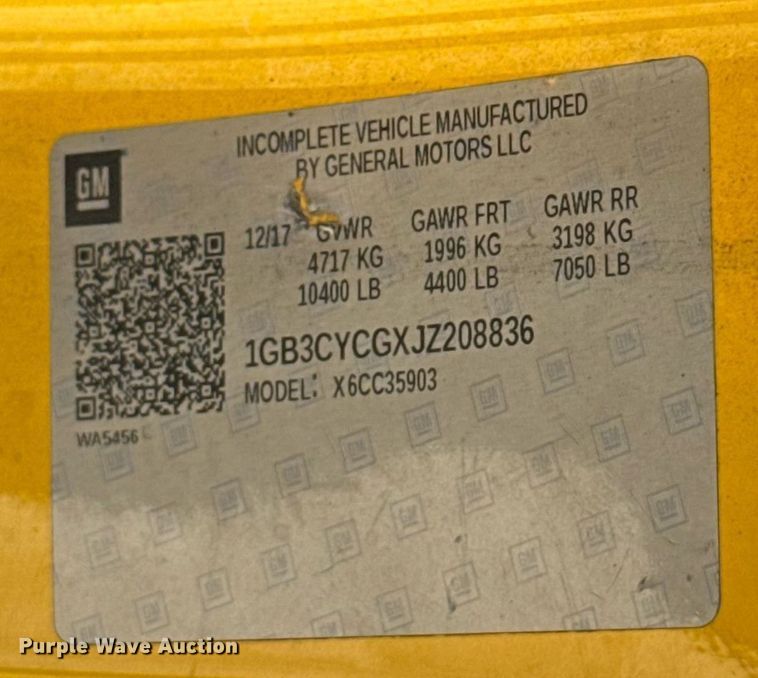 INCOMPLETE VEHICLE MANUFACTURED
BY GENERAL MOTORS LLC
GM
12/17 GVWR GAWR FRT GAWR RR
4717 KG 1996 KG 3198 KG
10400 LB 4400 LB 7050 LB
1GB3CYCGXJZ208836
MODEL: X6CC35903
WA5456
Purple Wave Auction